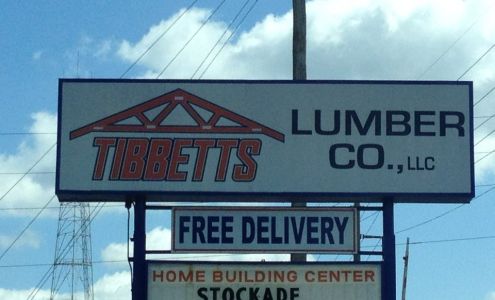 TIBBETTS
LUMBER
CO., LLC
FREE DELIVERY
HOME BUILDING CENTER
STOCKADE